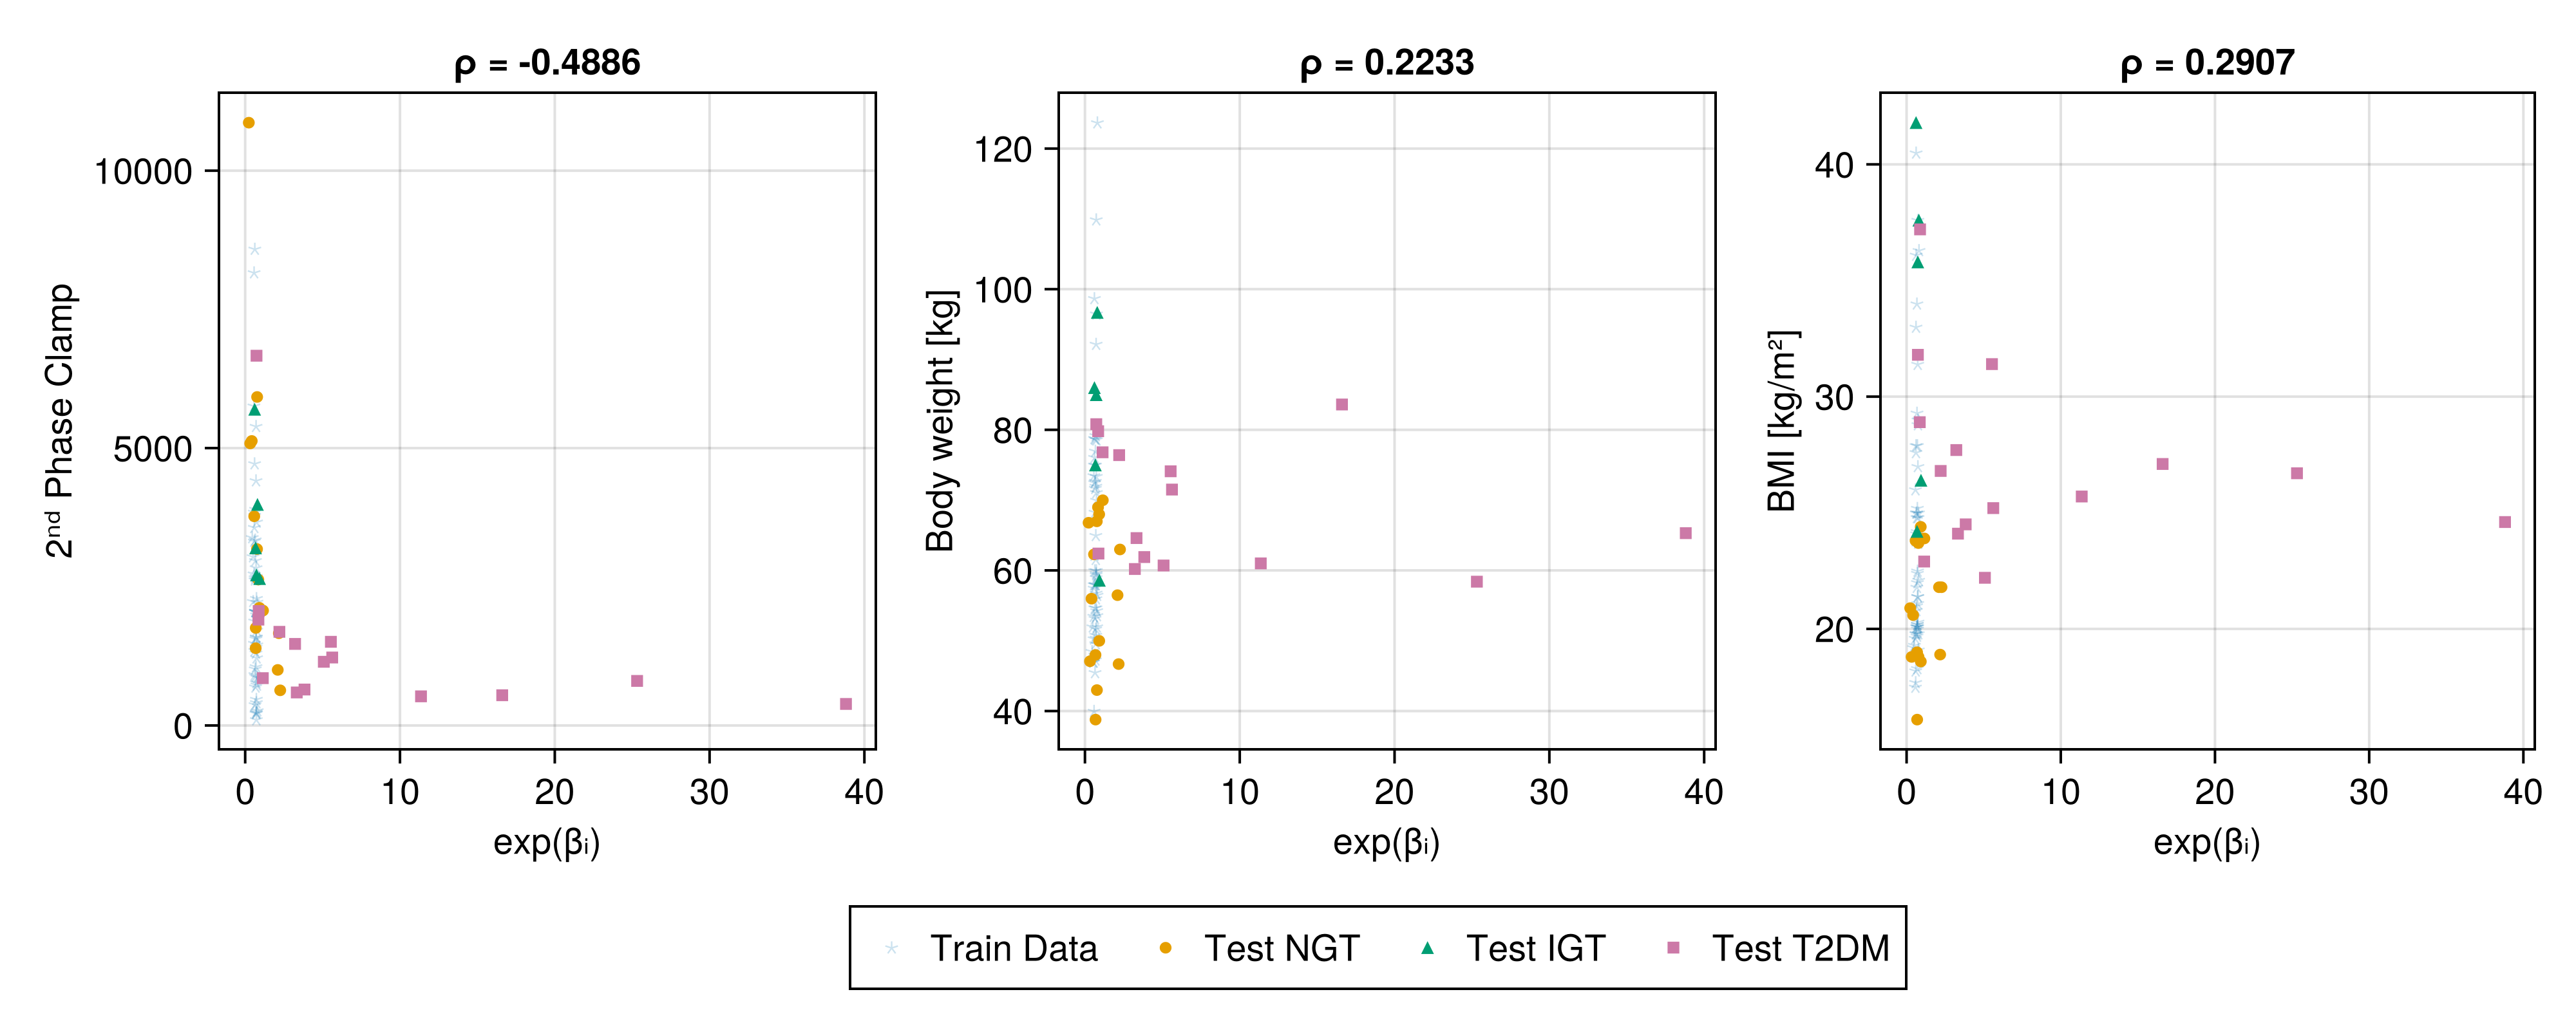 ρ = -0.4886
2ⁿᵈ Phase Clamp
10000
5000
0
0 10 20 30 40
exp(βᵢ)
ρ = 0.2233
Body weight [kg]
120
100
80
60
40
0 10 20 30 40
exp(βᵢ)
ρ = 0.2907
BMI [kg/m²]
40
30
20
0 10 20 30 40
exp(βᵢ)
Train Data Test NGT Test IGT Test T2DM